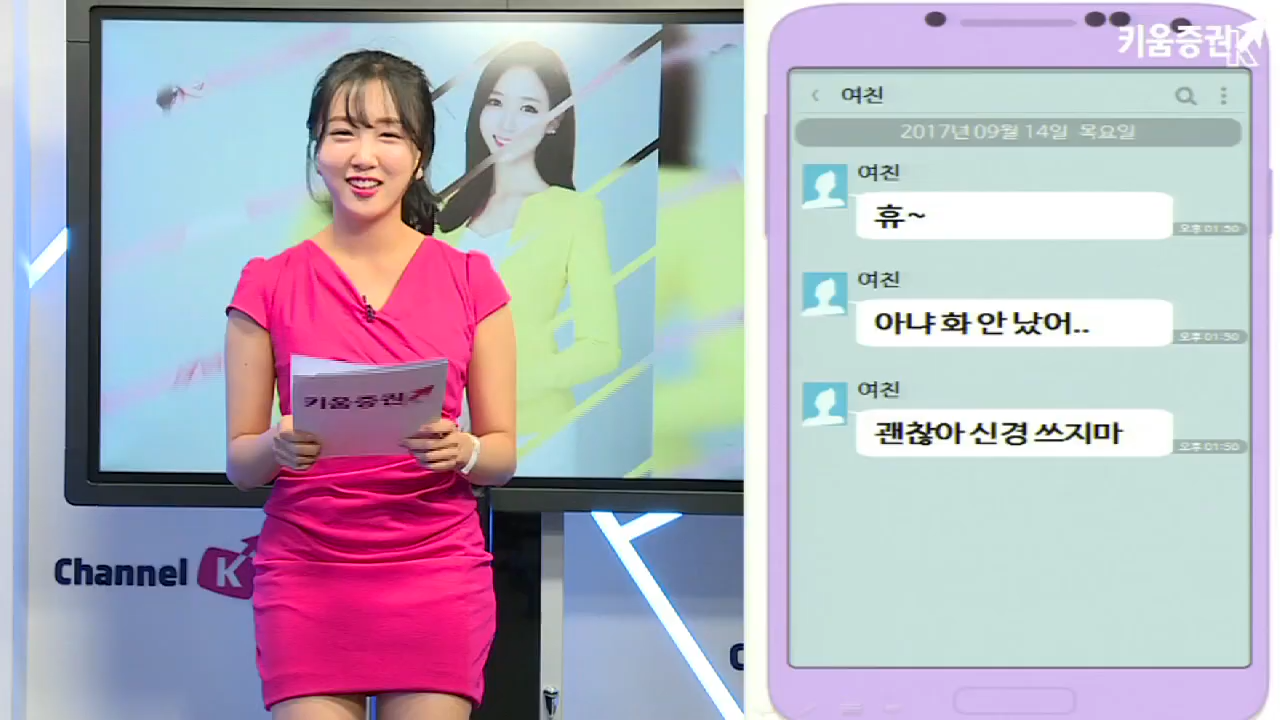 키움증권
여친
2017년 09월 14일 목요일
여친
휴~
오후 01:50
여친
아냐 화 안 났어..
오후 01:50
여친
괜찮아 신경 쓰지마
오후 01:50
키움증권
Channel K